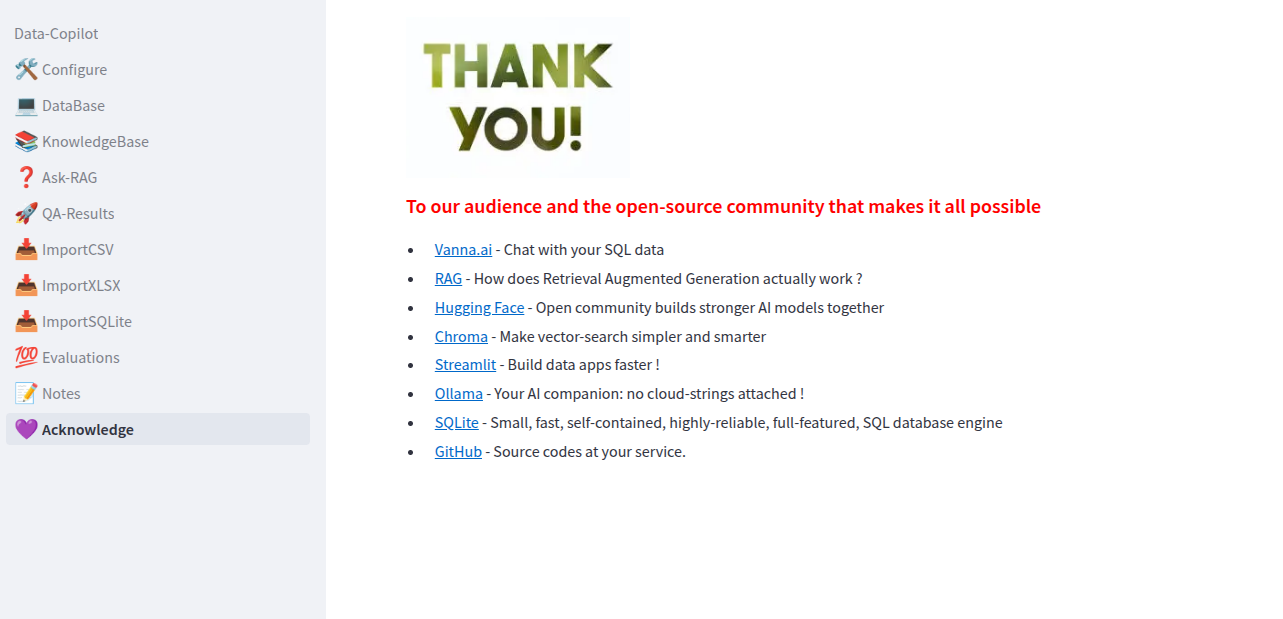 Data-Copilot
🛠️ Configure
💻 DataBase
📚 KnowledgeBase
❓ Ask-RAG
🚀 QA-Results
📥 ImportCSV
📥 ImportXLSX
📥 ImportSQLite
💯 Evaluations
📝 Notes
💜 Acknowledge
THANK
YOU!
To our audience and the open-source community that makes it all possible
• Vanna.ai - Chat with your SQL data
• RAG - How does Retrieval Augmented Generation actually work ?
• Hugging Face - Open community builds stronger AI models together
• Chroma - Make vector-search simpler and smarter
• Streamlit - Build data apps faster !
• Ollama - Your AI companion: no cloud-strings attached !
• SQLite - Small, fast, self-contained, highly-reliable, full-featured, SQL database engine
• GitHub - Source codes at your service.